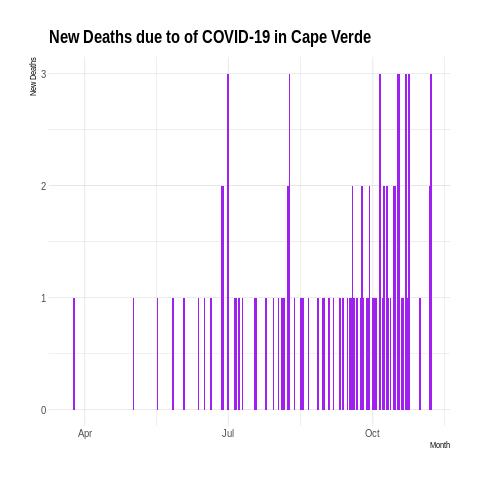 New Deaths due to of COVID-19 in Cape Verde
New Deaths
3
2
1
0
Apr
Jul
Oct
Month